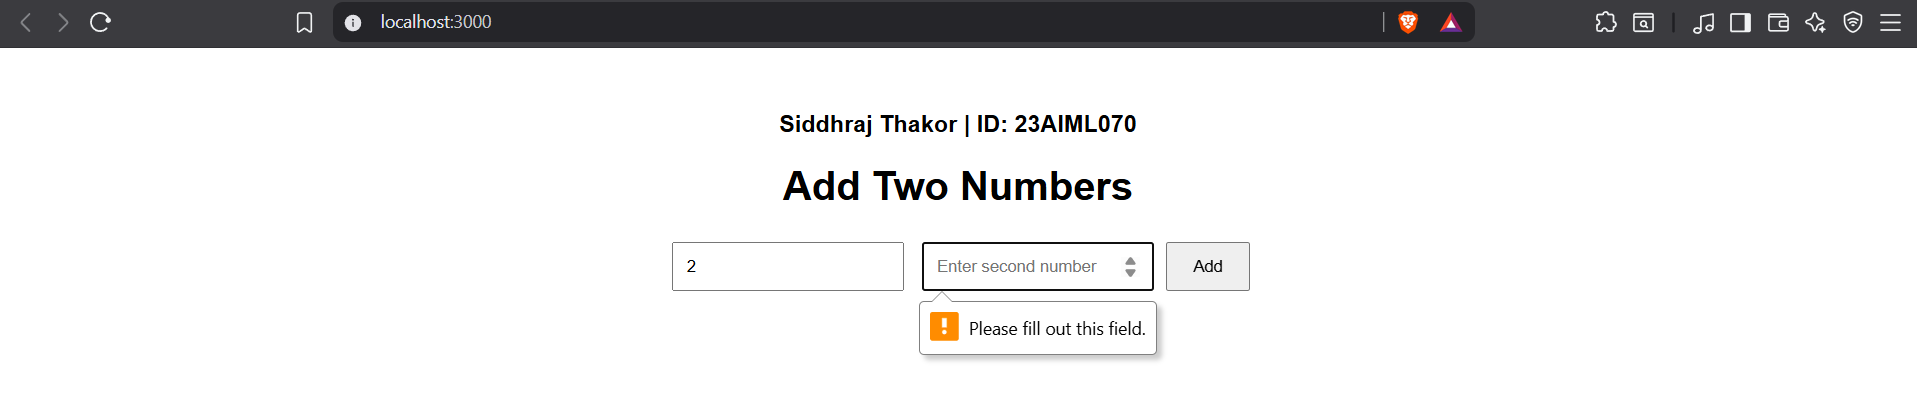 localhost:3000
Siddhraj Thakor | ID: 23AIML070
Add Two Numbers
2 Enter second number Add
Please fill out this field.